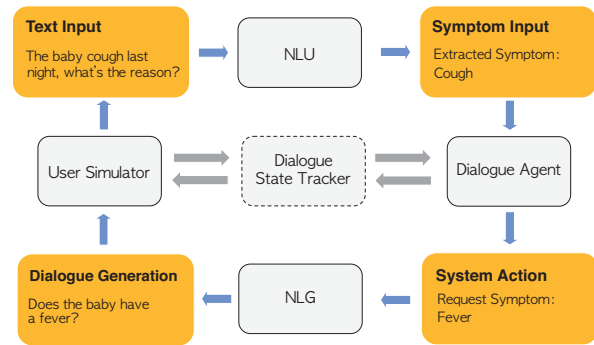 Text Input
The baby cough last
night, what's the reason?
NLU
Symptom Input
Extracted Symptom:
Cough
User Simulator
Dialogue
State Tracker
Dialogue Agent
Dialogue Generation
Does the baby have
a fever?
NLG
System Action
Request Symptom:
Fever